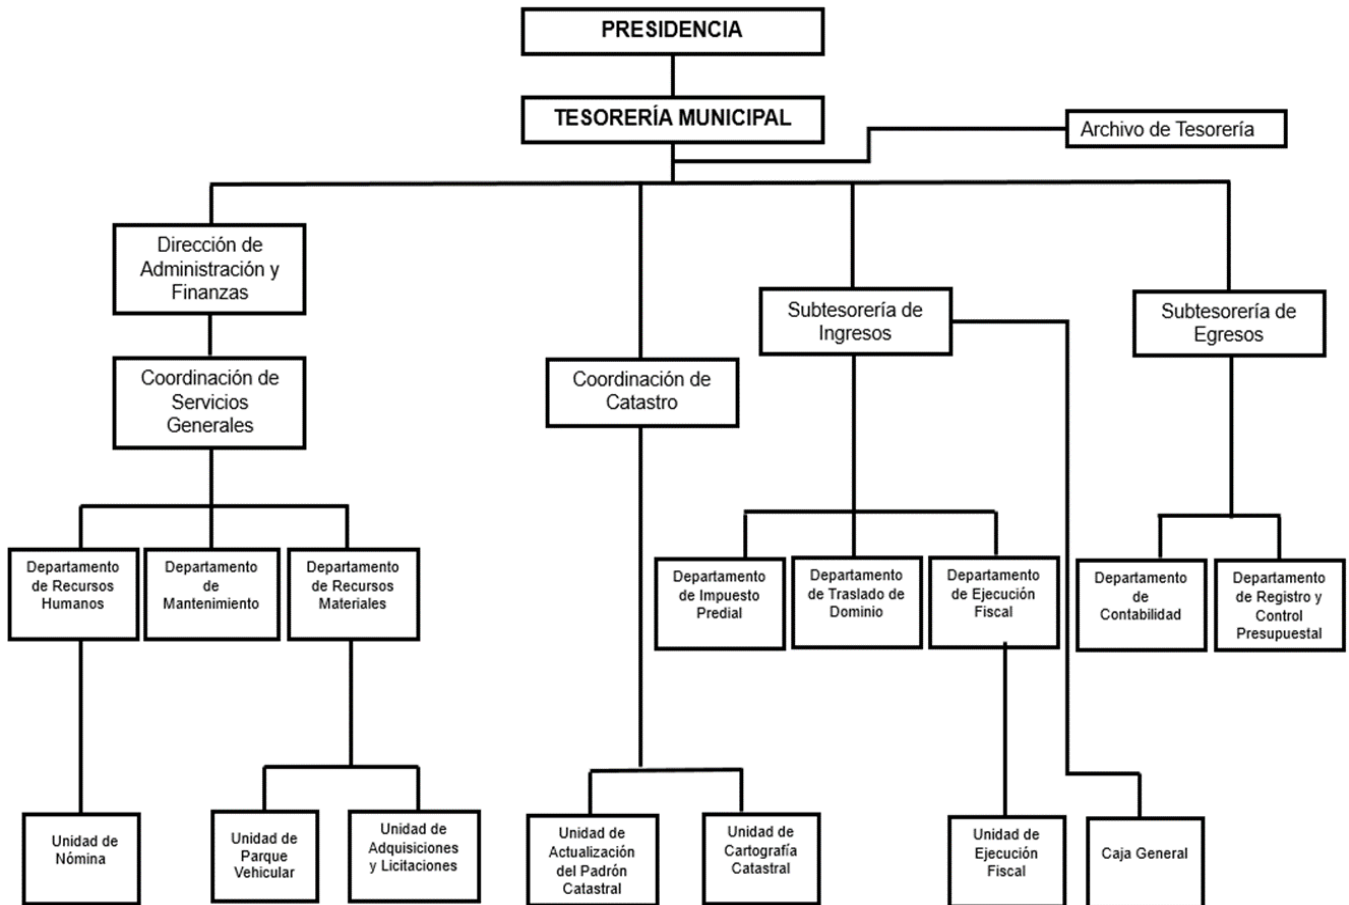 PRESIDENCIA
TESORERÍA MUNICIPAL
Archivo de Tesorería
Dirección de
Administración y
Finanzas
Subtesorería de
Ingresos
Subtesorería de
Egresos
Coordinación de
Servicios
Generales
Coordinación de
Catastro
Departamento
de Recursos
Humanos
Departamento
de
Mantenimiento
Departamento
de Recursos
Materiales
Departamento
de Impuesto
Predial
Departamento
de Traslado de
Dominio
Departamento
de Ejecución
Fiscal
Departamento
de
Contabilidad
Departamento
de Registro y
Control
Presupuestal
Unidad de
Nómina
Unidad de
Parque
Vehicular
Unidad de
Adquisiciones
y Licitaciones
Unidad de
Actualización
del Padrón
Catastral
Unidad de
Cartografía
Catastral
Unidad de
Ejecución
Fiscal
Caja General